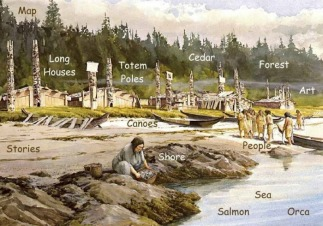 Map
Long
Houses
Totem
Poles
Cedar
Forest
Art
Canoes
Stories
Shore
People
Sea
Salmon
Orca